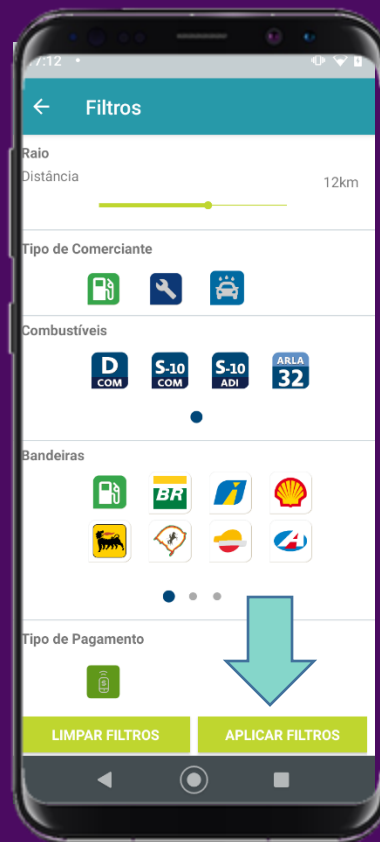 7:12
Filtros
Raio
Distância
12km
Tipo de Comerciante
Combustíveis
D COM
S-10 COM
S-10 ADI
ARLA 32
Bandeiras
BR
Tipo de Pagamento
LIMPAR FILTROS
APLICAR FILTROS